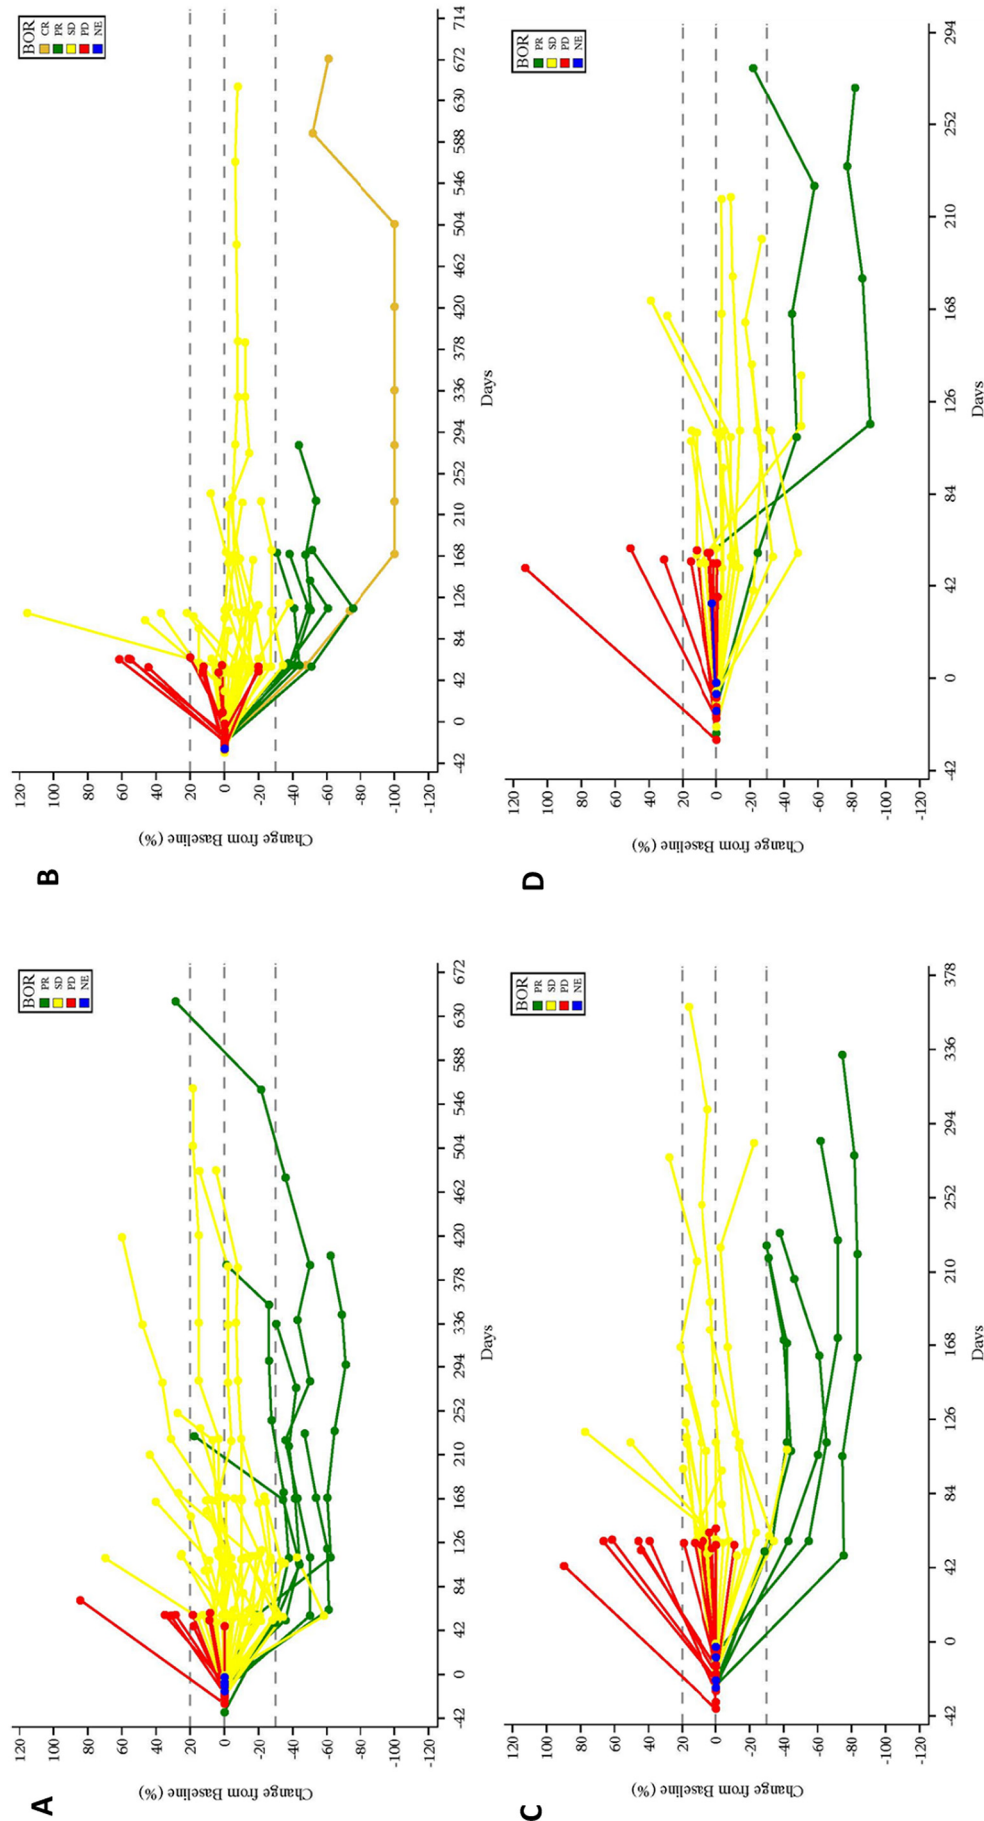 A
Change from Baseline (%)
120
100
80
60
40
20
0
-20
-40
-60
-80
-100
-120
-42 0 42 84 126 168 210 252 294 336 378 420 462 504 546 588 630 672
Days
BOR
PR
SD
PD
NE
B
Change from Baseline (%)
120
100
80
60
40
20
0
-20
-40
-60
-80
-100
-120
-42 0 42 84 126 168 210 252 294 336 378 420 462 504 546 588 630 672 714
Days
BOR
CR
PR
SD
PD
NE
C
Change from Baseline (%)
120
100
80
60
40
20
0
-20
-40
-60
-80
-100
-120
-42 0 42 84 126 168 210 252 294 336 378
Days
BOR
PR
SD
PD
NE
D
Change from Baseline (%)
120
100
80
60
40
20
0
-20
-40
-60
-80
-100
-120
-42 0 42 84 126 168 210 252 294
Days
BOR
PR
SD
PD
NE